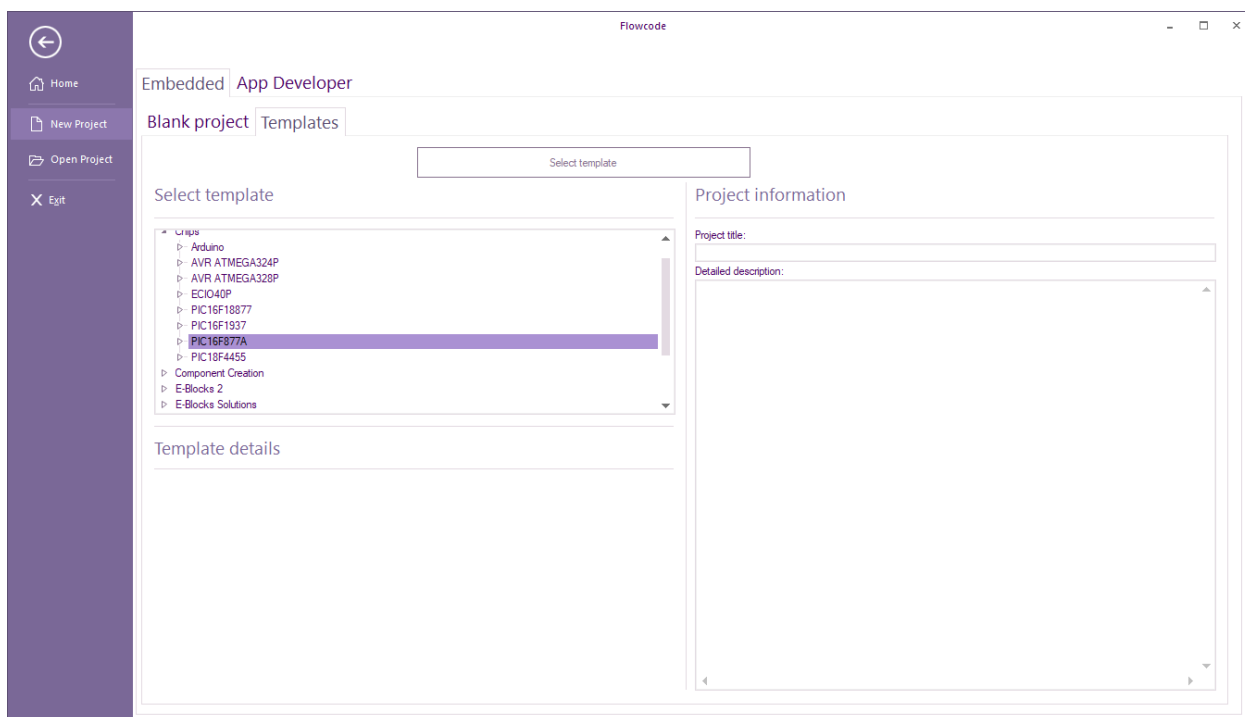 Flowcode
Home
New Project
Open Project
Exit
Embedded App Developer
Blank project Templates
Select template
Select template
Chips
Arduino
AVR ATMEGA324P
AVR ATMEGA328P
ECIO40P
PIC16F18877
PIC16F1937
PIC16F877A
PIC18F4455
Component Creation
E-Blocks 2
E-Blocks Solutions
Template details
Project information
Project title:
Detailed description: